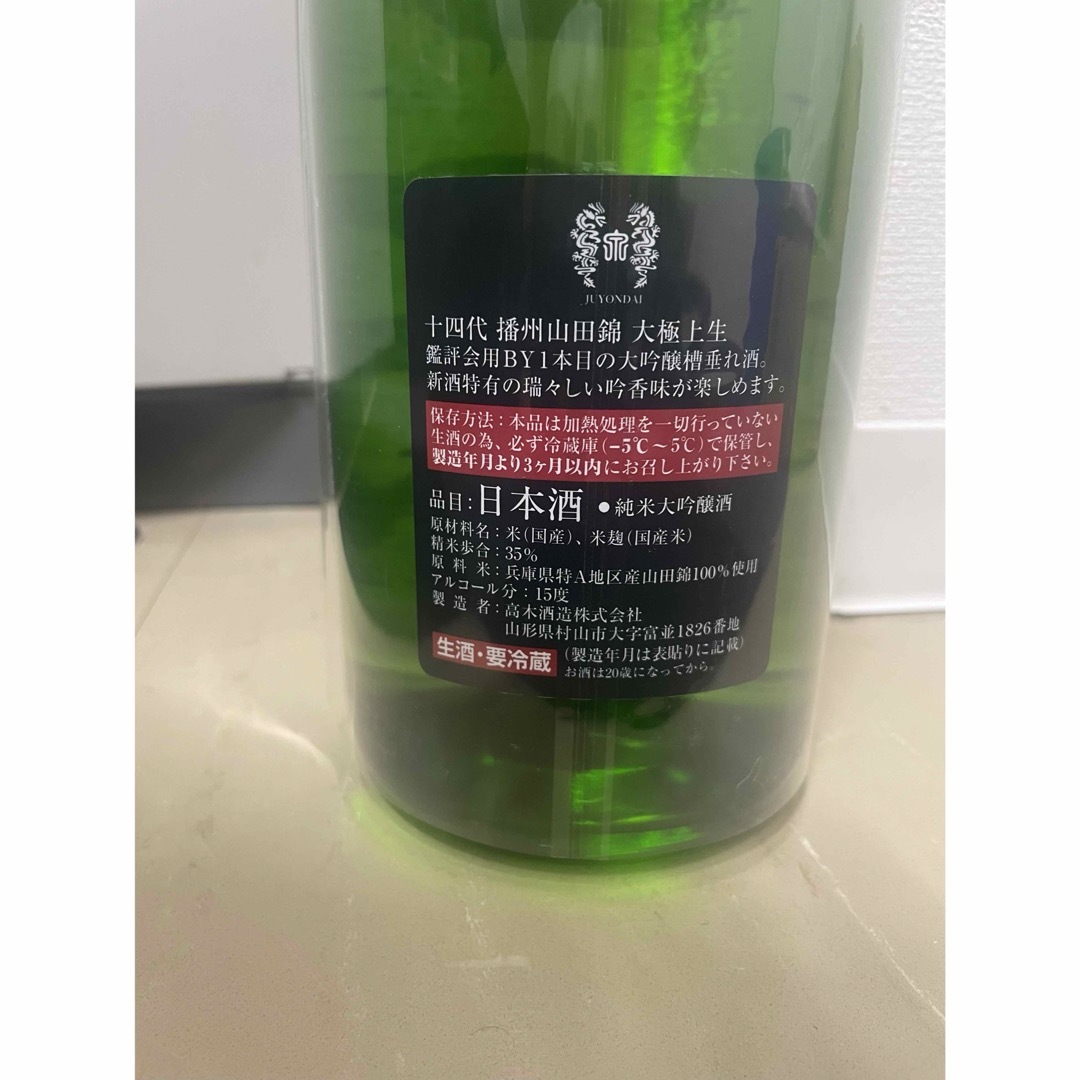 JUYONDAI
十四代 播州山田錦 大極上生
鑑評会用BY1本目の大吟醸槽垂れ酒。
新酒特有の瑞々しい吟香味が楽しめます。
保存方法：本品は加熱処理を一切行っていない
生酒の為、必ず冷蔵庫(−5℃～5℃)で保管し、
製造年月より3ヶ月以内にお召し上がり下さい。
品目：日本酒 ●純米大吟醸酒
原材料名：米(国産)、米麹(国産米)
精米歩合：35%
原料米：兵庫県特A地区産山田錦100%使用
アルコール分：15度
製造者：高木酒造株式会社
山形県村山市大字富並1826番地
生酒・要冷蔵 (製造年月は表貼りに記載)
お酒は20歳になってから。